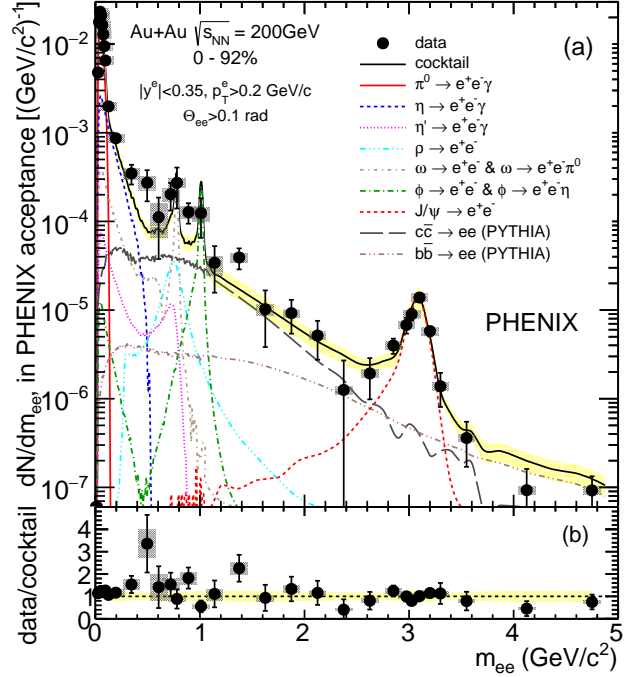 dN/dm_ee, in PHENIX acceptance [(GeV/c²)⁻¹]
10⁻²
10⁻³
10⁻⁴
10⁻⁵
10⁻⁶
10⁻⁷
Au+Au √s_NN = 200GeV
0 - 92%
|yᵉ|<0.35, p_Tᵉ>0.2 GeV/c
Θ_ee>0.1 rad
(a)
data
cocktail
π⁰ → e⁺e⁻γ
η → e⁺e⁻γ
η' → e⁺e⁻γ
ρ → e⁺e⁻
ω → e⁺e⁻ & ω → e⁺e⁻π⁰
φ → e⁺e⁻ & φ → e⁺e⁻η
J/ψ → e⁺e⁻
cc̅ → ee (PYTHIA)
bb̅ → ee (PYTHIA)
PHENIX
data/cocktail
4
3
2
1
0
(b)
0 1 2 3 4 5
m_ee (GeV/c²)